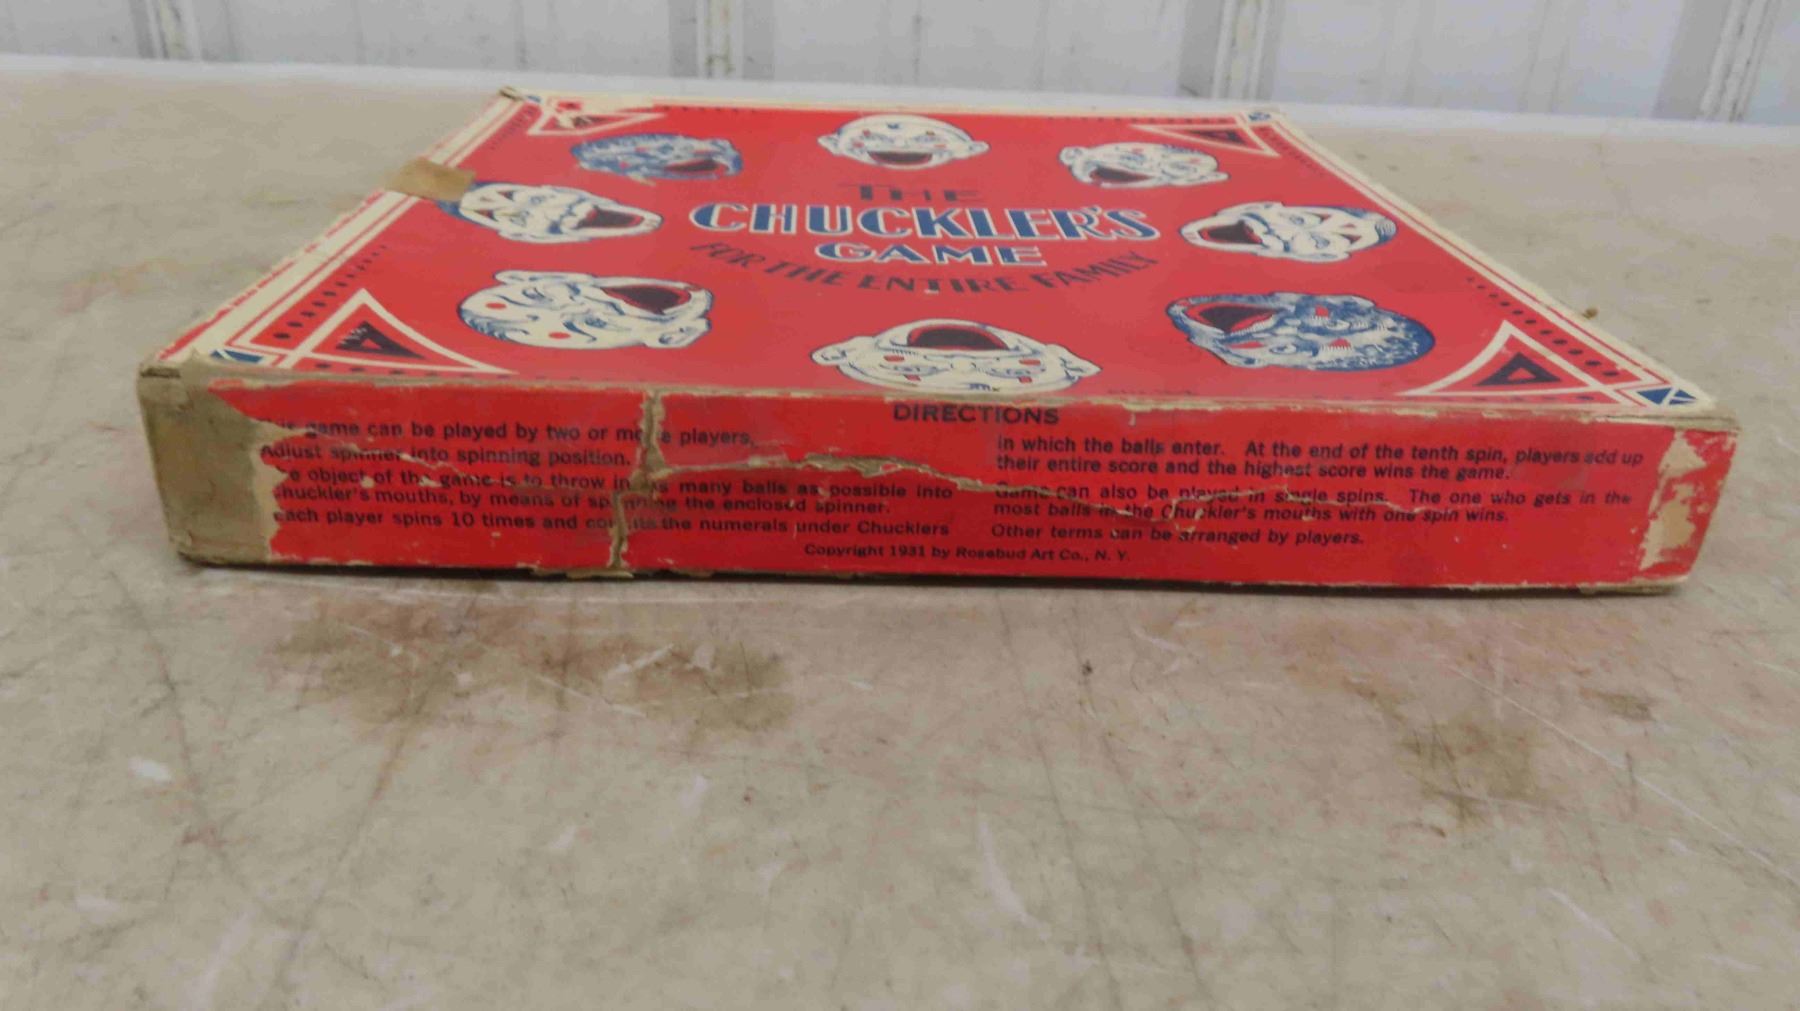 THE
CHUCKLER'S
GAME
FOR THE ENTIRE FAMILY
DIRECTIONS
game can be played by two or more players,
Adjust spinner into spinning position.
object of the game is to throw in as many balls as possible into
huckler's mouths, by means of spinning the enclosed spinner.
each player spins 10 times and counts the numerals under Chucklers
in which the balls enter. At the end of the tenth spin, players add up
their entire score and the highest score wins the game.
Game can also be played in single spins. The one who gets in the
most balls in the Chuckler's mouths with one spin wins.
Other terms can be arranged by players.
Copyright 1931 by Rosebud Art Co., N. Y.